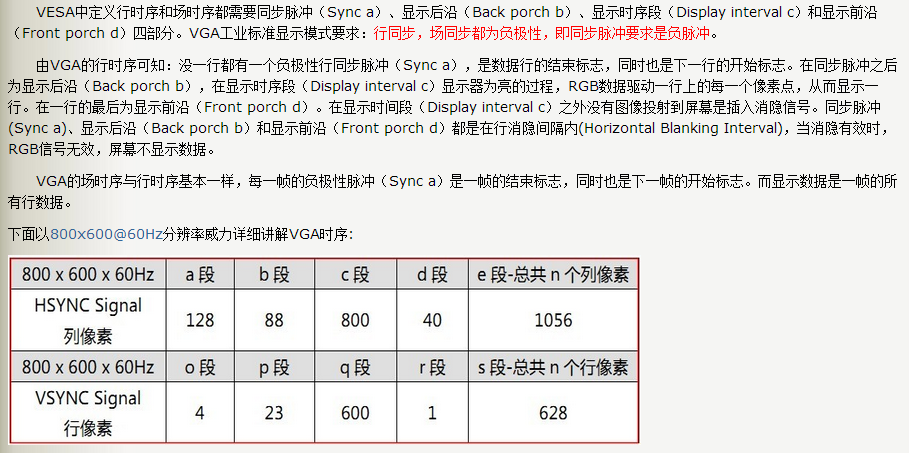 VESA中定义行时序和场时序都需要同步脉冲（Sync a）、显示后沿（Back porch b）、显示时序段（Display interval c）和显示前沿
（Front porch d）四部分。VGA工业标准显示模式要求：行同步，场同步都为负极性，即同步脉冲要求是负脉冲。
由VGA的行时序可知：没一行都有一个负极性行同步脉冲（Sync a），是数据行的结束标志，同时也是下一行的开始标志。在同步脉冲之后
为显示后沿（Back porch b），在显示时序段（Display interval c）显示器为亮的过程，RGB数据驱动一行上的每一个像素点，从而显示一
行。在一行的最后为显示前沿（Front porch d）。在显示时间段（Display interval c）之外没有图像投射到屏幕是插入消隐信号。同步脉冲
(Sync a)、显示后沿（Back porch b）和显示前沿（Front porch d）都是在行消隐间隔内(Horizontal Blanking Interval)，当消隐有效时，
RGB信号无效，屏幕不显示数据。
VGA的场时序与行时序基本一样，每一帧的负极性脉冲（Sync a）是一帧的结束标志，同时也是下一帧的开始标志。而显示数据是一帧的所
有行数据。
下面以800x600@60Hz分辨率威力详细讲解VGA时序：
800 x 600 x 60Hz a 段 b 段 c 段 d 段 e 段-总共 n 个列像素
HSYNC Signal
列像素 128 88 800 40 1056
800 x 600 x 60Hz o 段 p 段 q 段 r 段 s 段-总共 n 个行像素
VSYNC Signal
行像素 4 23 600 1 628